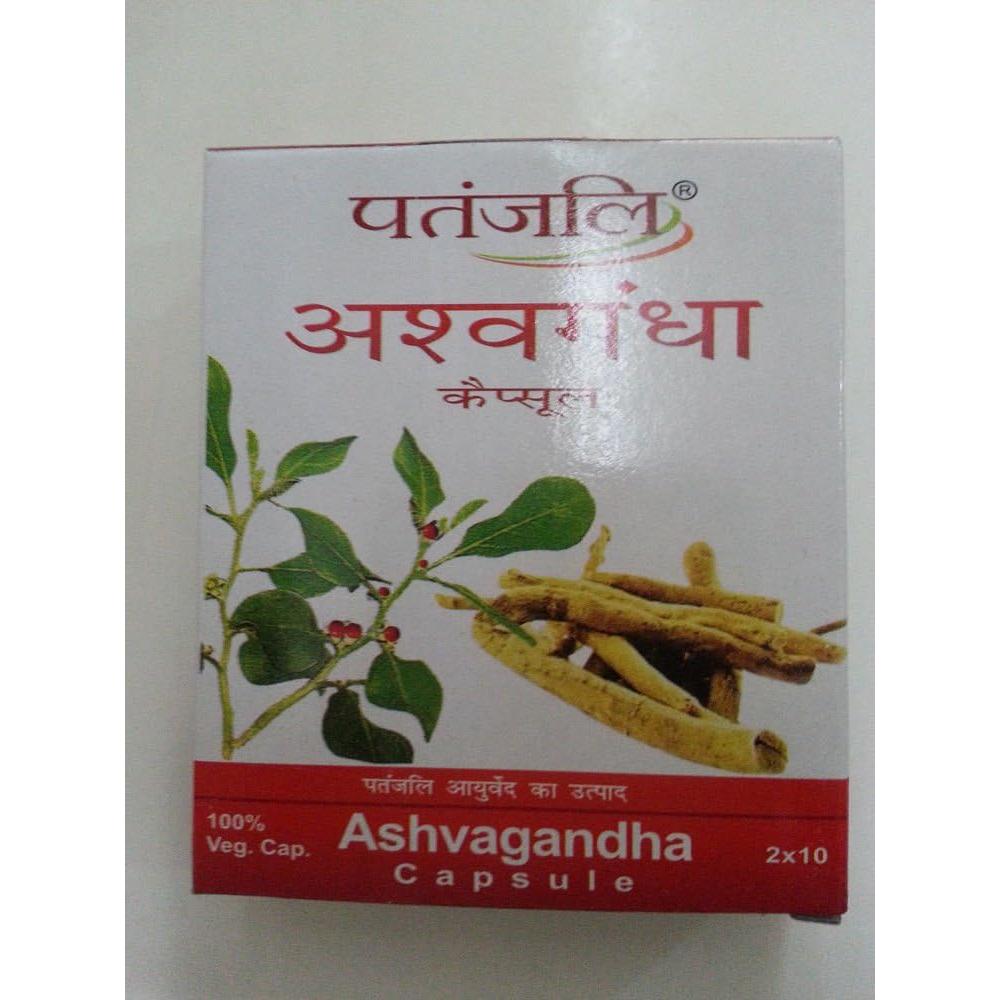 पतंजलि®
अश्वगंधा
कैप्सूल
पतंजलि आयुर्वेद का उत्पाद
100%
Veg. Cap.
Ashvagandha
Capsule
2x10